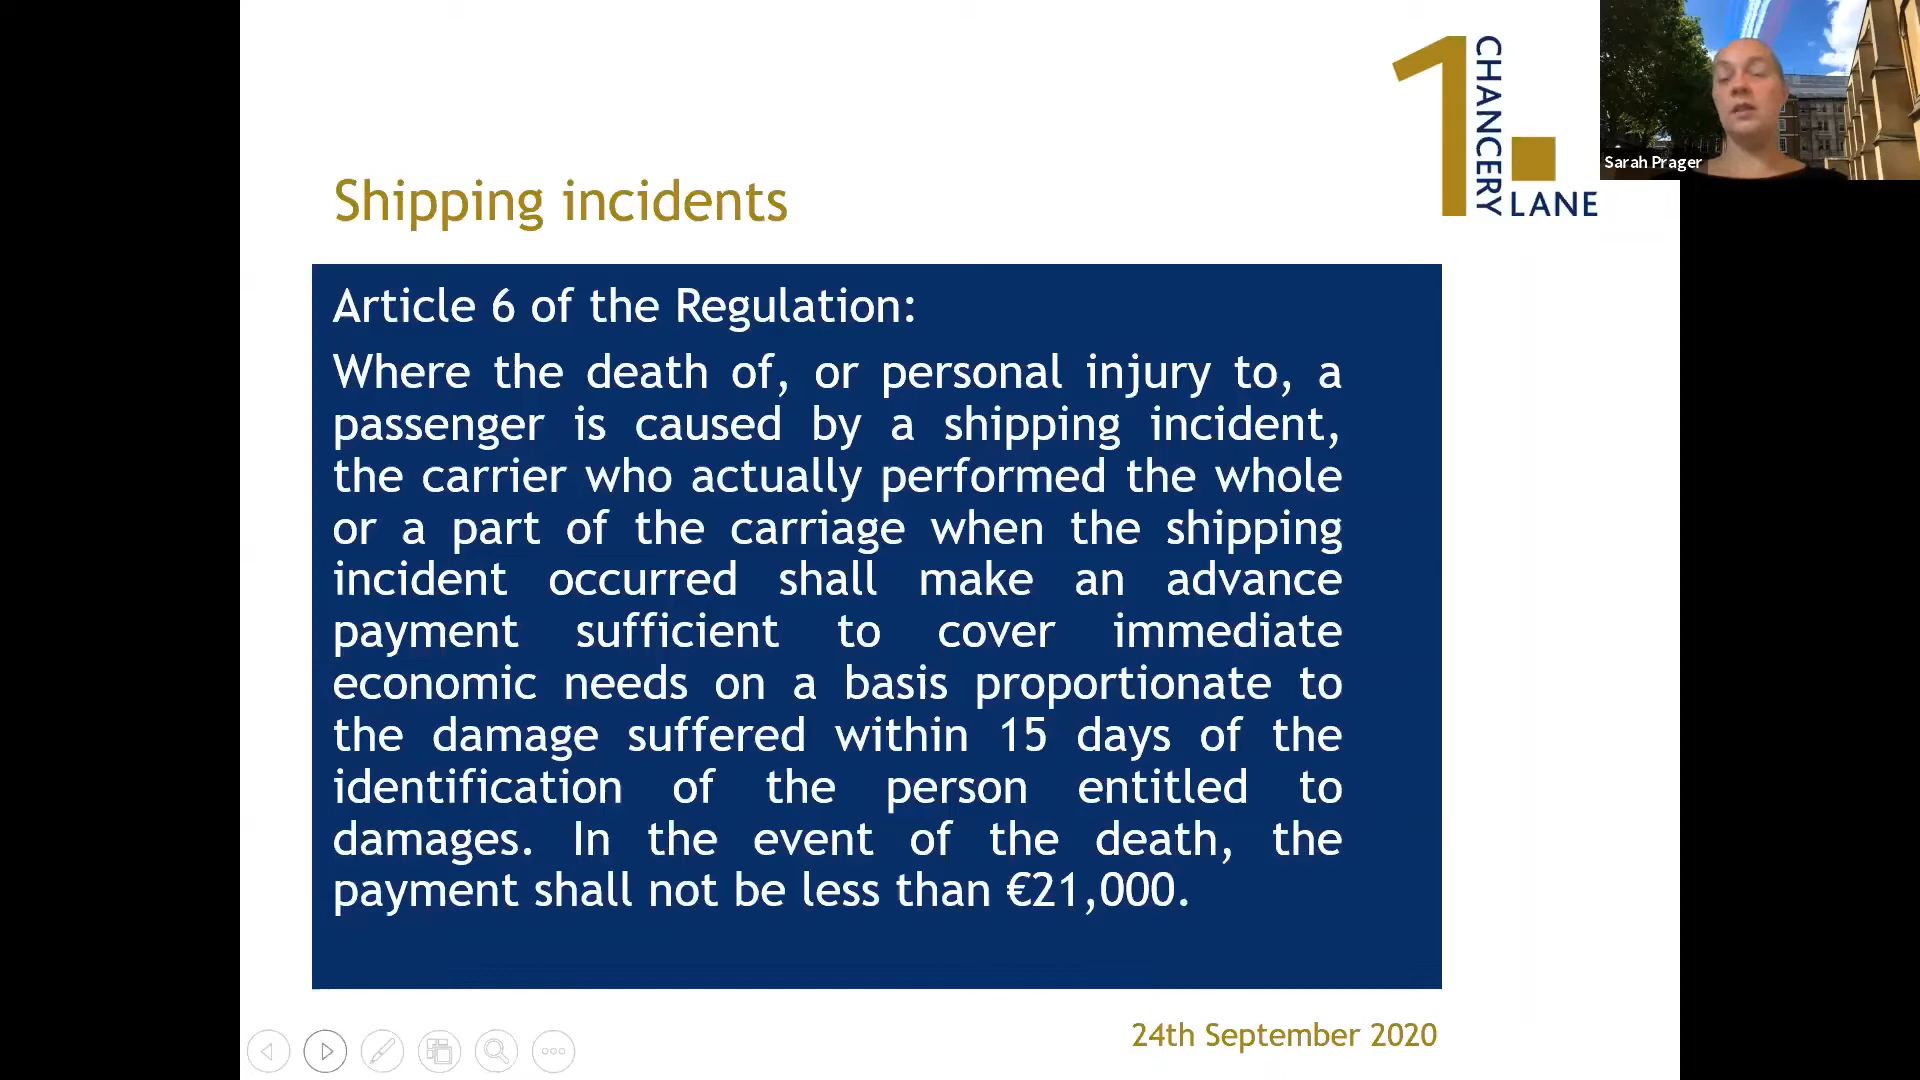 1
CHANCERY
LANE
Sarah Prager
Shipping incidents
Article 6 of the Regulation:
Where the death of, or personal injury to, a
passenger is caused by a shipping incident,
the carrier who actually performed the whole
or a part of the carriage when the shipping
incident occurred shall make an advance
payment sufficient to cover immediate
economic needs on a basis proportionate to
the damage suffered within 15 days of the
identification of the person entitled to
damages. In the event of the death, the
payment shall not be less than €21,000.
24th September 2020